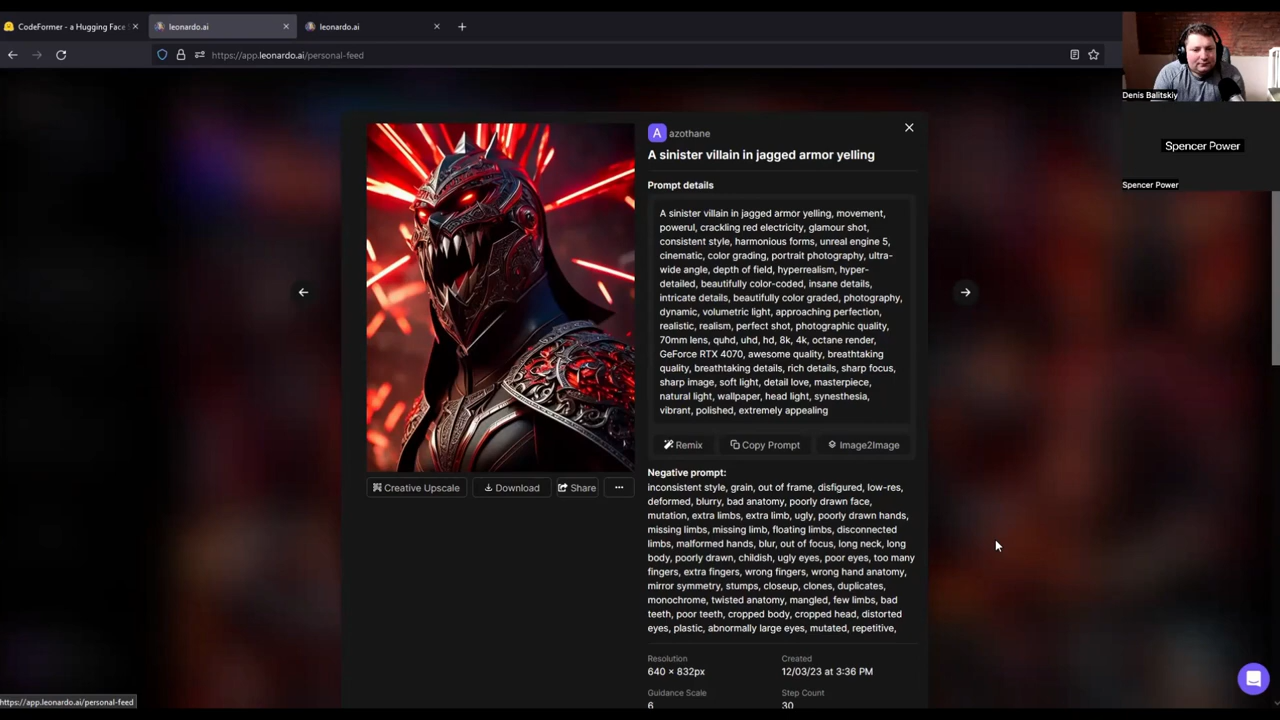 CodeFormer - a Hugging Face
leonardo.ai
leonardo.ai
https://app.leonardo.ai/personal-feed
Denis Balitskiy
Spencer Power
Spencer Power
A azothane
A sinister villain in jagged armor yelling
Prompt details
A sinister villain in jagged armor yelling, movement,
powerul, crackling red electricity, glamour shot,
consistent style, harmonious forms, unreal engine 5,
cinematic, color grading, portrait photography, ultra-
wide angle, depth of field, hyperrealism, hyper-
detailed, beautifully color-coded, insane details,
intricate details, beautifully color graded, photography,
dynamic, volumetric light, approaching perfection,
realistic, realism, perfect shot, photographic quality,
70mm lens, quhd, uhd, hd, 8k, 4k, octane render,
GeForce RTX 4070, awesome quality, breathtaking
quality, breathtaking details, rich details, sharp focus,
sharp image, soft light, detail love, masterpiece,
natural light, wallpaper, head light, synesthesia,
vibrant, polished, extremely appealing
Remix Copy Prompt Image2Image
Creative Upscale Download Share
Negative prompt:
inconsistent style, grain, out of frame, disfigured, low-res,
deformed, blurry, bad anatomy, poorly drawn face,
mutation, extra limbs, extra limb, ugly, poorly drawn hands,
missing limbs, missing limb, floating limbs, disconnected
limbs, malformed hands, blur, out of focus, long neck, long
body, poorly drawn, childish, ugly eyes, poor eyes, too many
fingers, extra fingers, wrong fingers, wrong hand anatomy,
mirror symmetry, stumps, closeup, clones, duplicates,
monochrome, twisted anatomy, mangled, few limbs, bad
teeth, poor teeth, cropped body, cropped head, distorted
eyes, plastic, abnormally large eyes, mutated, repetitive,
Resolution Created
640 × 832px 12/03/23 at 3:36 PM
Guidance Scale Step Count
6 30
https://app.leonardo.ai/personal-feed